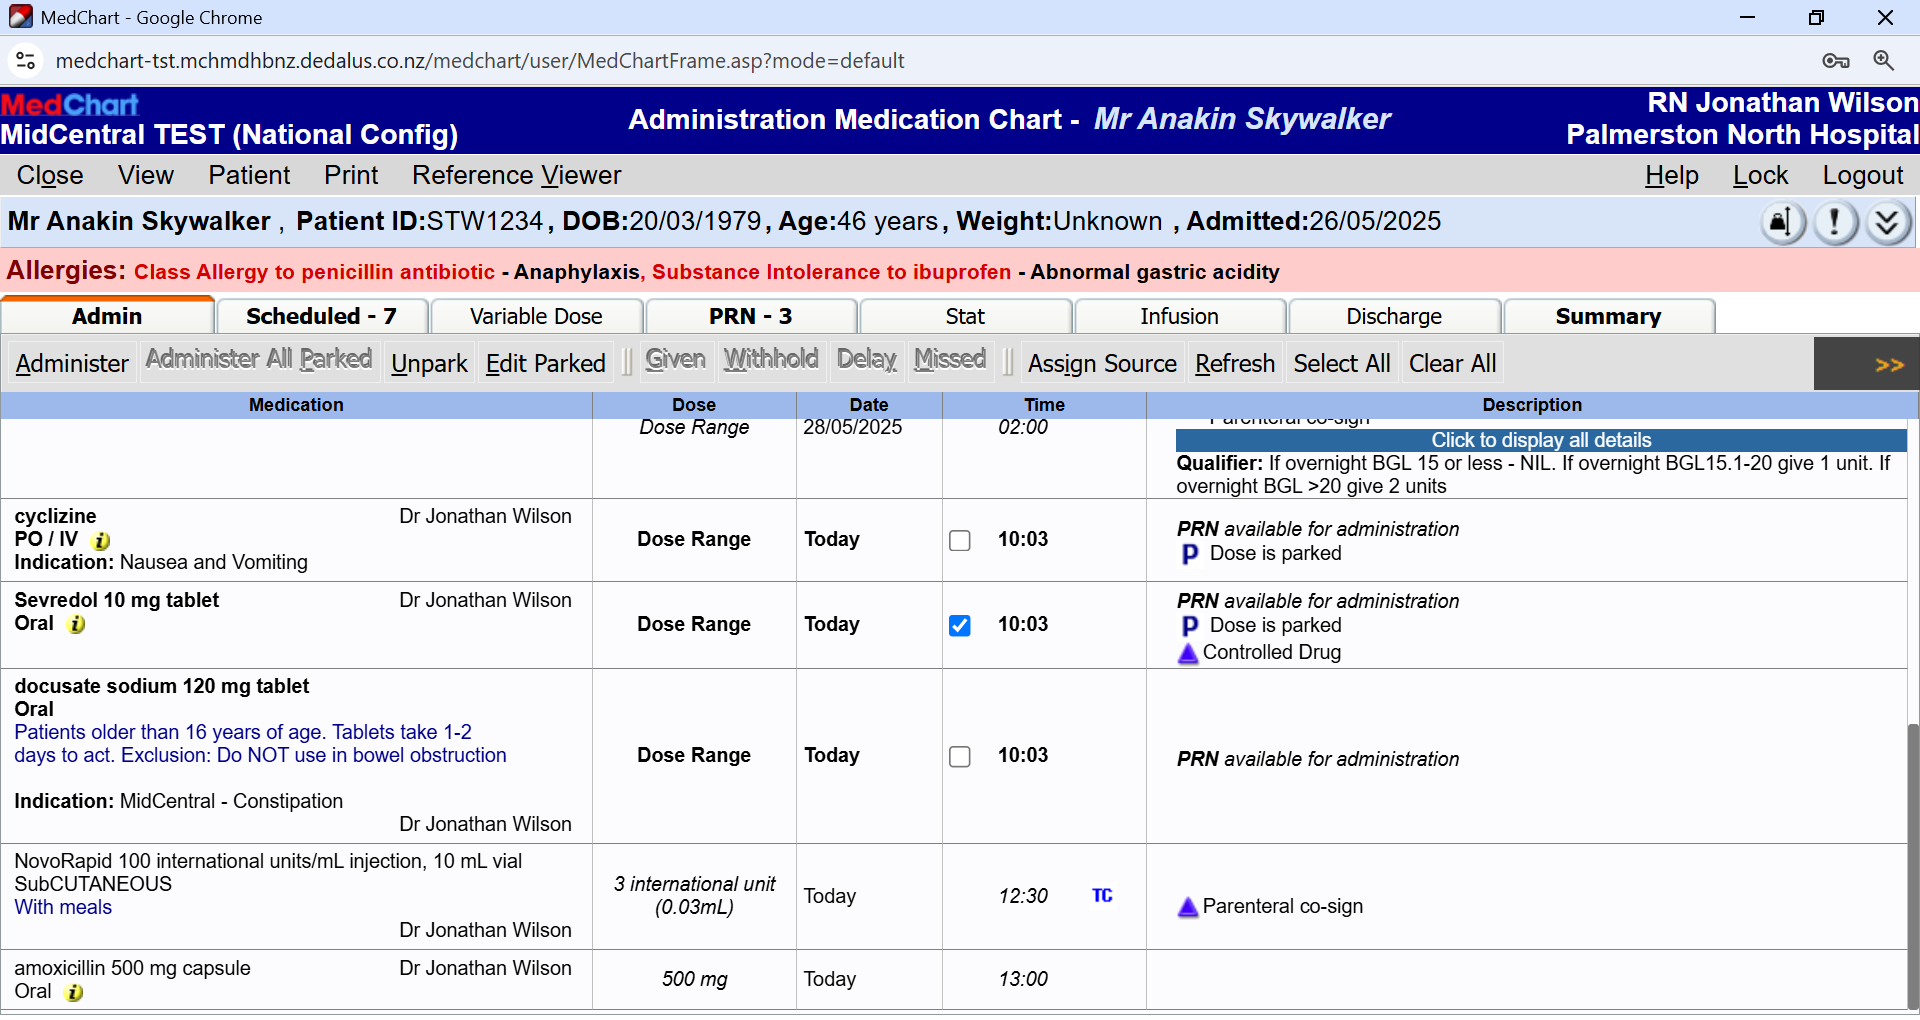 MedChart - Google Chrome
medchart-tst.mchmdhbnz.dedalus.co.nz/medchart/user/MedChartFrame.asp?mode=default
MedChart
MidCentral TEST (National Config)
Administration Medication Chart - Mr Anakin Skywalker
RN Jonathan Wilson
Palmerston North Hospital
Close View Patient Print Reference Viewer Help Lock Logout
Mr Anakin Skywalker , Patient ID:STW1234, DOB:20/03/1979, Age:46 years, Weight:Unknown , Admitted:26/05/2025
Allergies: Class Allergy to penicillin antibiotic - Anaphylaxis, Substance Intolerance to ibuprofen - Abnormal gastric acidity
Admin Scheduled - 7 Variable Dose PRN - 3 Stat Infusion Discharge Summary
Administer Administer All Parked Unpark Edit Parked Given Withhold Delay Missed Assign Source Refresh Select All Clear All >>
Medication Dose Date Time Description
Dose Range 28/05/2025 02:00 Parenteral co-sign
Click to display all details
Qualifier: If overnight BGL 15 or less - NIL. If overnight BGL15.1-20 give 1 unit. If
overnight BGL >20 give 2 units
cyclizine Dr Jonathan Wilson
PO / IV i
Indication: Nausea and Vomiting
Dose Range Today 10:03
PRN available for administration
P Dose is parked
Sevredol 10 mg tablet Dr Jonathan Wilson
Oral i
Dose Range Today 10:03
PRN available for administration
P Dose is parked
Controlled Drug
docusate sodium 120 mg tablet
Oral
Patients older than 16 years of age. Tablets take 1-2
days to act. Exclusion: Do NOT use in bowel obstruction
Indication: MidCentral - Constipation
Dr Jonathan Wilson
Dose Range Today 10:03
PRN available for administration
NovoRapid 100 international units/mL injection, 10 mL vial
SubCUTANEOUS
With meals
Dr Jonathan Wilson
3 international unit
(0.03mL)
Today 12:30 TC
Parenteral co-sign
amoxicillin 500 mg capsule Dr Jonathan Wilson
Oral i
500 mg Today 13:00